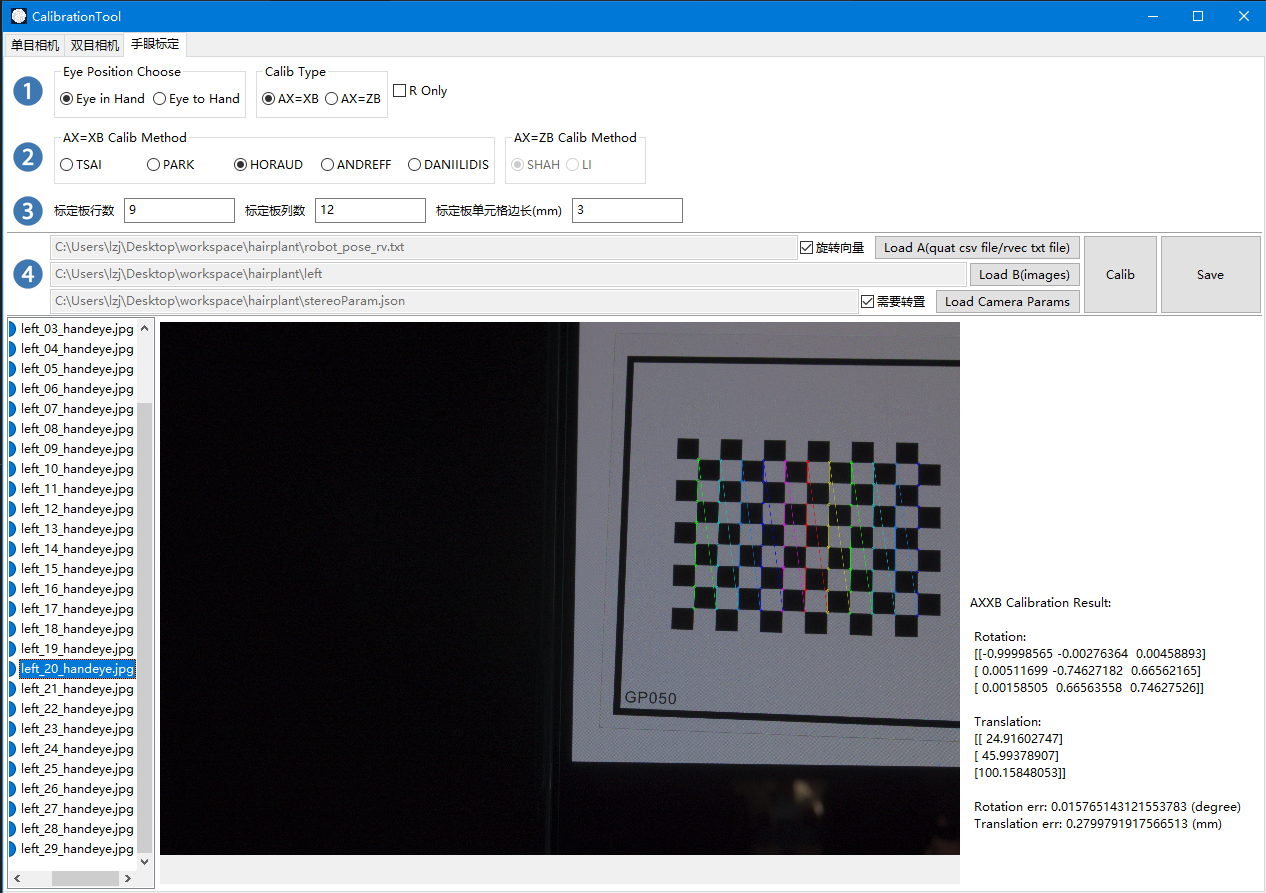 CalibrationTool
单目相机 双目相机 手眼标定
Eye Position Choose Calib Type
1 Eye in Hand Eye to Hand AX=XB AX=ZB R Only
AX=XB Calib Method AX=ZB Calib Method
2 TSAI PARK HORAUD ANDREFF DANIILIDIS SHAH LI
3 标定板行数 9 标定板列数 12 标定板单元格边长(mm) 3
C:\Users\lzj\Desktop\workspace\hairplant\robot_pose_rv.txt 旋转向量 Load A(quat csv file/rvec txt file)
4 C:\Users\lzj\Desktop\workspace\hairplant\left Load B(images) Calib Save
C:\Users\lzj\Desktop\workspace\hairplant\stereoParam.json 需要转置 Load Camera Params
left_03_handeye.jpg
left_04_handeye.jpg
left_05_handeye.jpg
left_06_handeye.jpg
left_07_handeye.jpg
left_08_handeye.jpg
left_09_handeye.jpg
left_10_handeye.jpg
left_11_handeye.jpg
left_12_handeye.jpg
left_13_handeye.jpg
left_14_handeye.jpg
left_15_handeye.jpg
left_16_handeye.jpg
left_17_handeye.jpg
left_18_handeye.jpg
left_19_handeye.jpg
left_20_handeye.jpg
left_21_handeye.jpg
left_22_handeye.jpg
left_23_handeye.jpg
left_24_handeye.jpg
left_25_handeye.jpg
left_26_handeye.jpg
left_27_handeye.jpg
left_28_handeye.jpg
left_29_handeye.jpg
GP050
AXXB Calibration Result:
Rotation:
[[-0.99998565 -0.00276364 0.00458893]
[ 0.00511699 -0.74627182 0.66562165]
[ 0.00158505 0.66563558 0.74627526]]
Translation:
[[ 24.91602747]
[ 45.99378907]
[100.15848053]]
Rotation err: 0.015765143121553783 (degree)
Translation err: 0.2799791917566513 (mm)